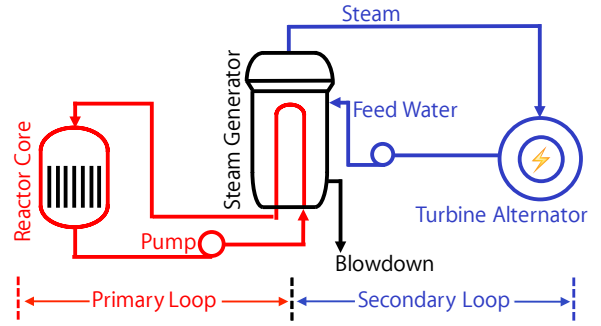 Steam
Steam Generator
Feed Water
Reactor Core
Turbine Alternator
Pump
Blowdown
Primary Loop
Secondary Loop